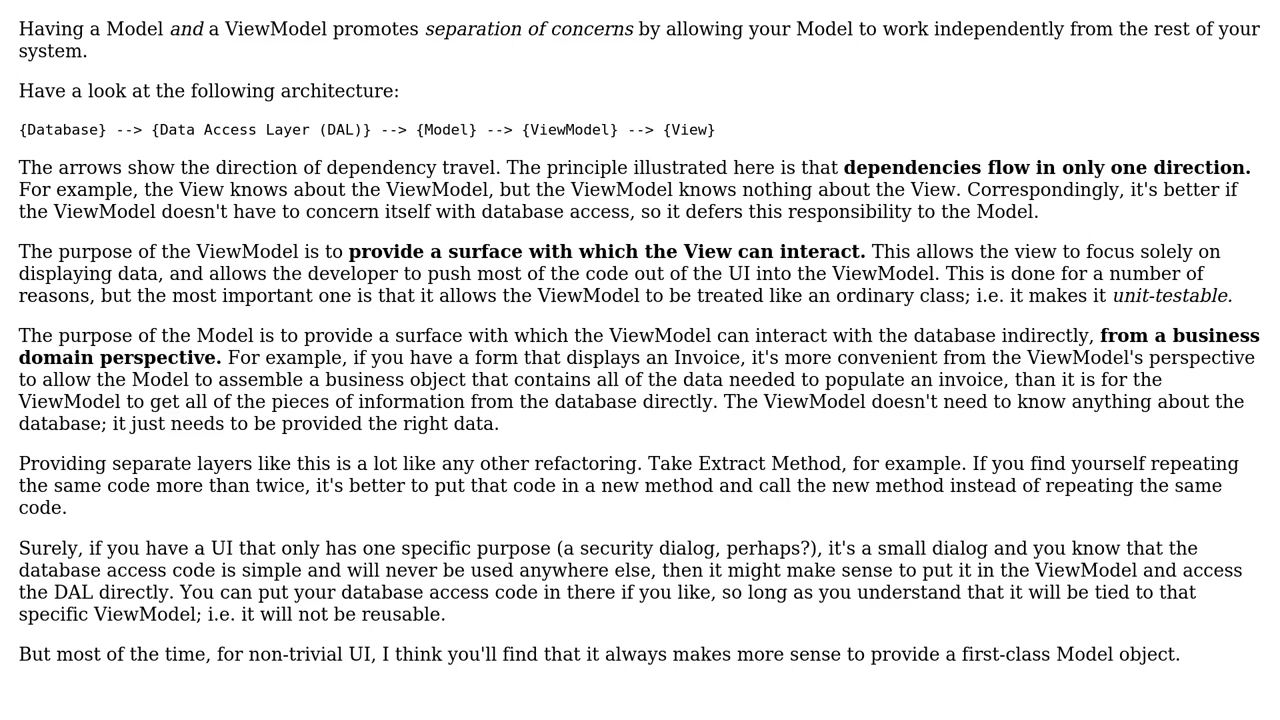 Having a Model and a ViewModel promotes separation of concerns by allowing your Model to work independently from the rest of your
system.
Have a look at the following architecture:
{Database} --> {Data Access Layer (DAL)} --> {Model} --> {ViewModel} --> {View}
The arrows show the direction of dependency travel. The principle illustrated here is that dependencies flow in only one direction.
For example, the View knows about the ViewModel, but the ViewModel knows nothing about the View. Correspondingly, it's better if
the ViewModel doesn't have to concern itself with database access, so it defers this responsibility to the Model.
The purpose of the ViewModel is to provide a surface with which the View can interact. This allows the view to focus solely on
displaying data, and allows the developer to push most of the code out of the UI into the ViewModel. This is done for a number of
reasons, but the most important one is that it allows the ViewModel to be treated like an ordinary class; i.e. it makes it unit-testable.
The purpose of the Model is to provide a surface with which the ViewModel can interact with the database indirectly, from a business
domain perspective. For example, if you have a form that displays an Invoice, it's more convenient from the ViewModel's perspective
to allow the Model to assemble a business object that contains all of the data needed to populate an invoice, than it is for the
ViewModel to get all of the pieces of information from the database directly. The ViewModel doesn't need to know anything about the
database; it just needs to be provided the right data.
Providing separate layers like this is a lot like any other refactoring. Take Extract Method, for example. If you find yourself repeating
the same code more than twice, it's better to put that code in a new method and call the new method instead of repeating the same
code.
Surely, if you have a UI that only has one specific purpose (a security dialog, perhaps?), it's a small dialog and you know that the
database access code is simple and will never be used anywhere else, then it might make sense to put it in the ViewModel and access
the DAL directly. You can put your database access code in there if you like, so long as you understand that it will be tied to that
specific ViewModel; i.e. it will not be reusable.
But most of the time, for non-trivial UI, I think you'll find that it always makes more sense to provide a first-class Model object.